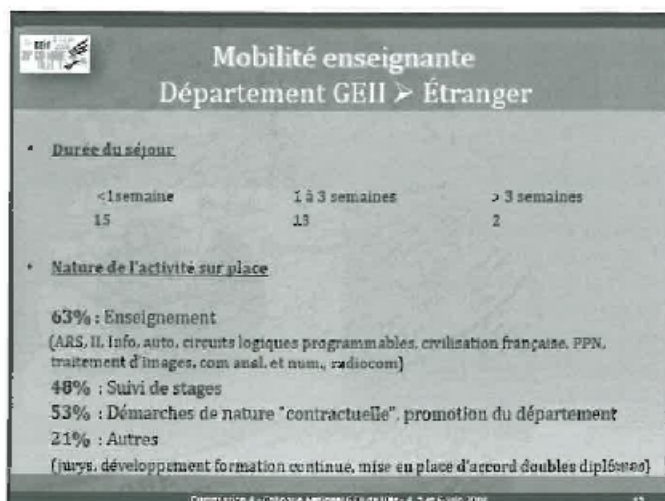 GEII
Mobilité enseignante
Département GEII ➢ Étranger
• Durée du séjour
<1semaine 1 à 3 semaines > 3 semaines
15 13 2
• Nature de l'activité sur place
63% : Enseignement
(ARS, II, Info, auto, circuits logiques programmables, civilisation française, PPN,
traitement d'images, com anal. et num., radiocom)
48% : Suivi de stages
53% : Démarches de nature "contractuelle", promotion du département
21% : Autres
(jurys, développement formation continue, mise en place d'accord doubles diplômes)